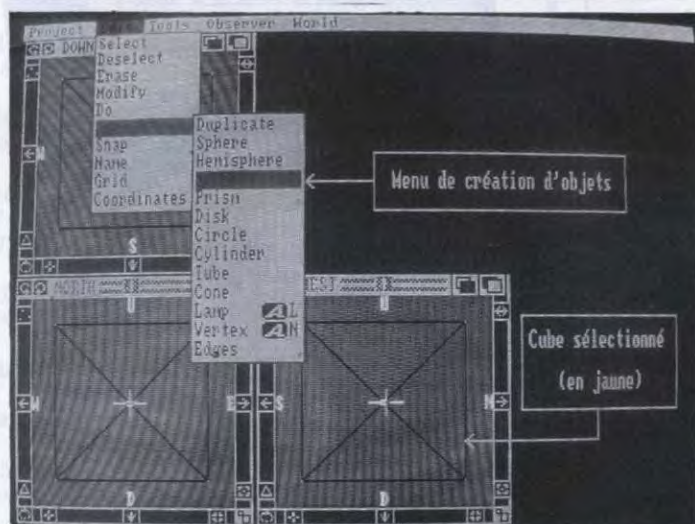 Project Tools Observer World
DOWN
Select
Deselect
Erase
Modify
Do
Snap
Name
Grid
Coordinates
Duplicate
Sphere
Hemisphere
Prism
Disk
Circle
Cylinder
Tube
Cone
Lamp A L
Vertex A N
Edges
Menu de création d'objets
N
S
NORTH
U
W E
D
EST
U
S N
D
Cube sélectionné
(en jaune)